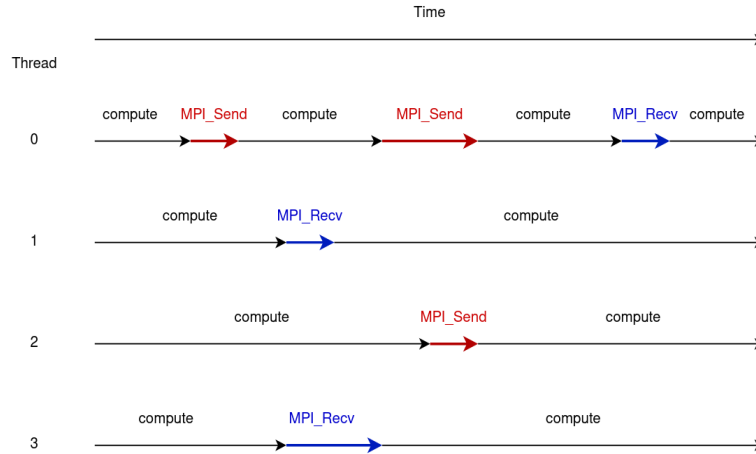 Time
Thread
compute MPI_Send compute MPI_Send compute MPI_Recv compute
0
compute MPI_Recv compute
1
compute MPI_Send compute
2
compute MPI_Recv compute
3